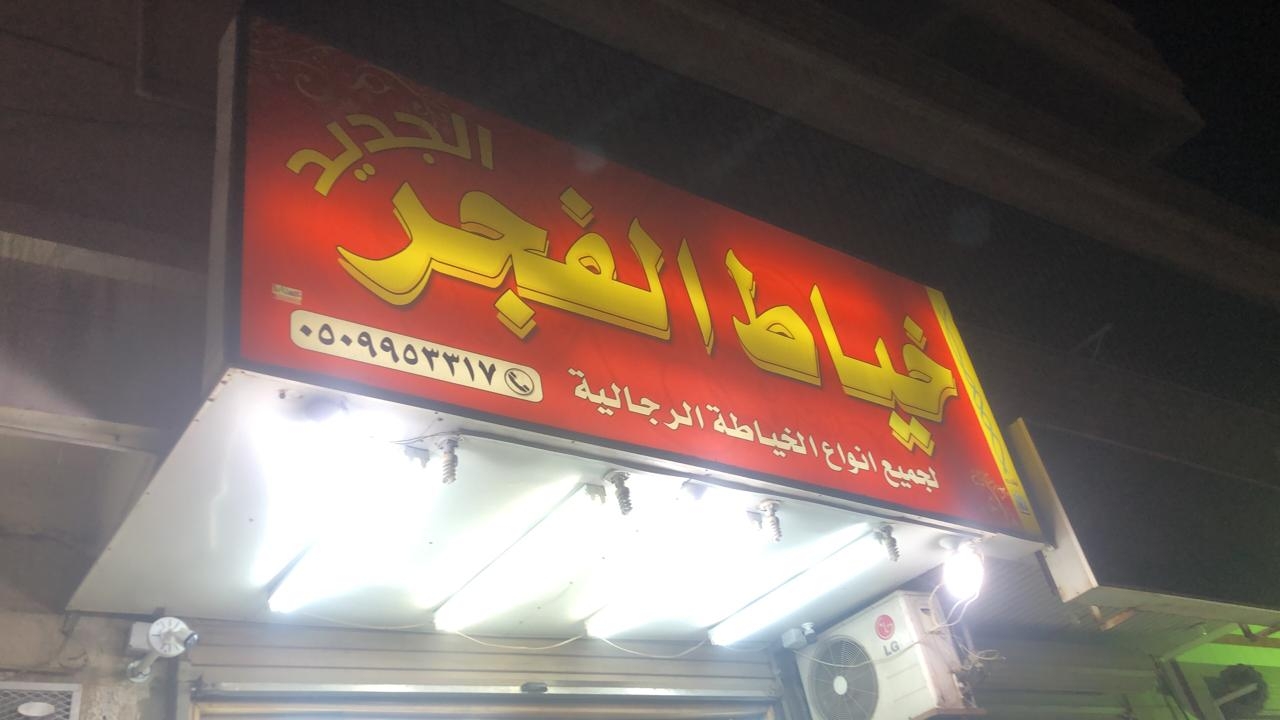 خياط الفجر
الجديد
لجميع انواع الخياطة الرجالية
٠٥٠٩٩٥٣٣١٧
LG